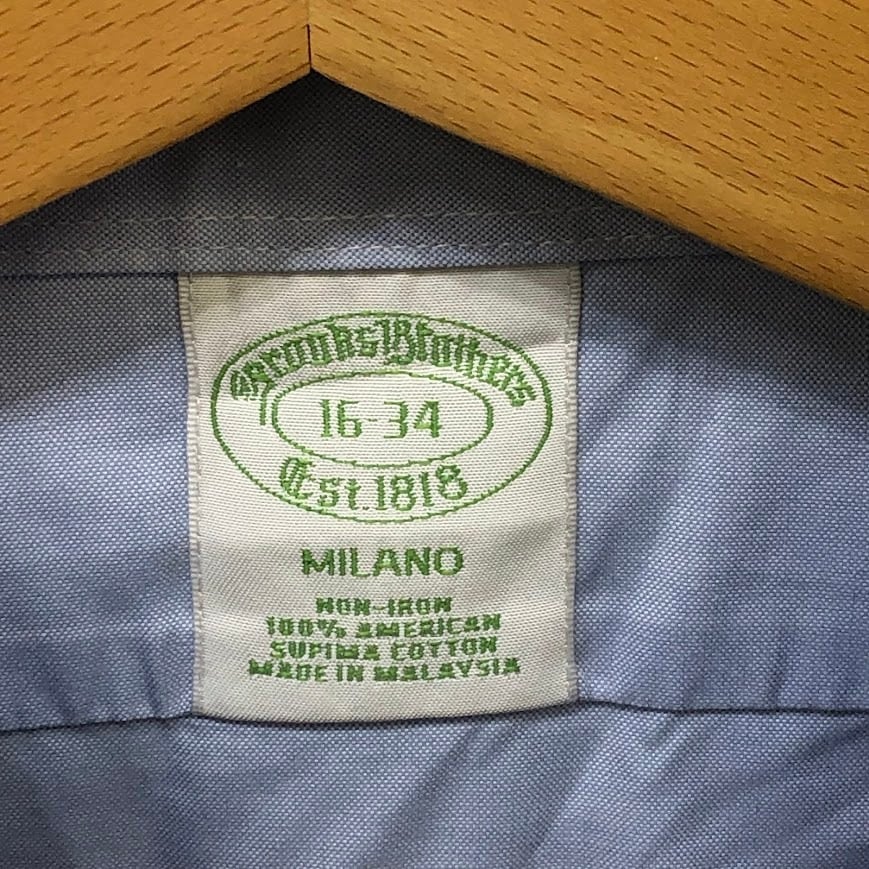 Brooks Brothers
16-34
Est. 1818
MILANO
NON-IRON
100% AMERICAN
SUPIMA COTTON
MADE IN MALAYSIA